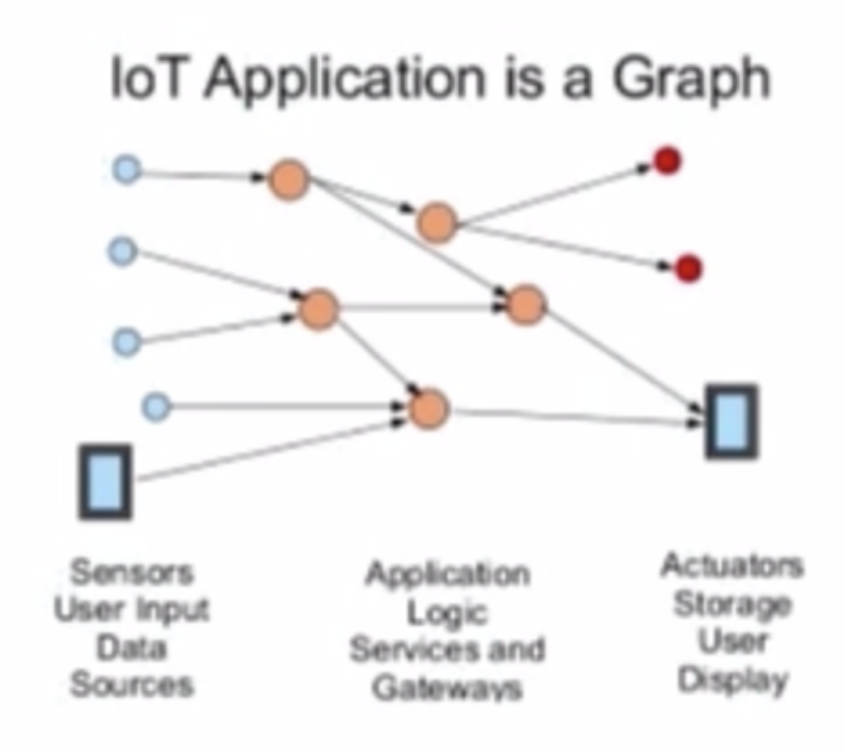 IoT Application is a Graph
Sensors
User Input
Data
Sources
Application
Logic
Services and
Gateways
Actuators
Storage
User
Display